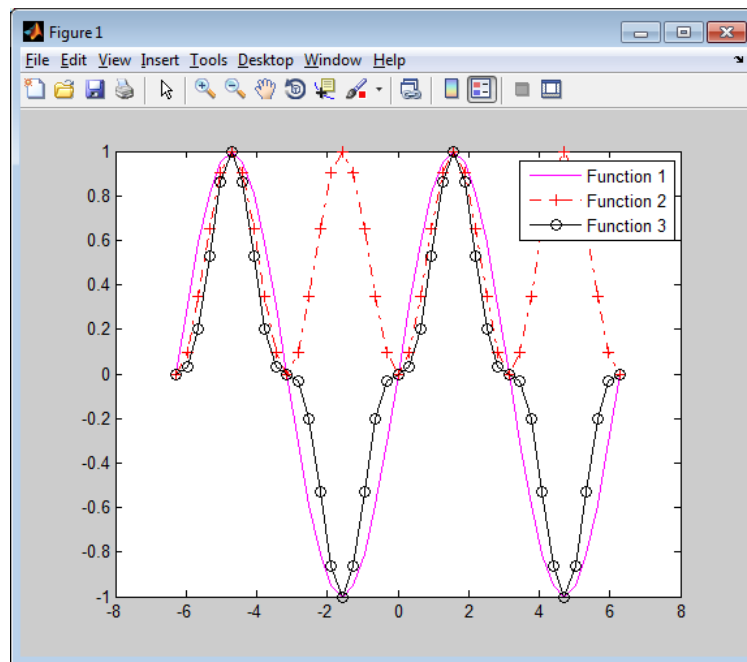 Figure 1
File Edit View Insert Tools Desktop Window Help
1
0.8
0.6
0.4
0.2
0
-0.2
-0.4
-0.6
-0.8
-1
-8 -6 -4 -2 0 2 4 6 8
Function 1
Function 2
Function 3